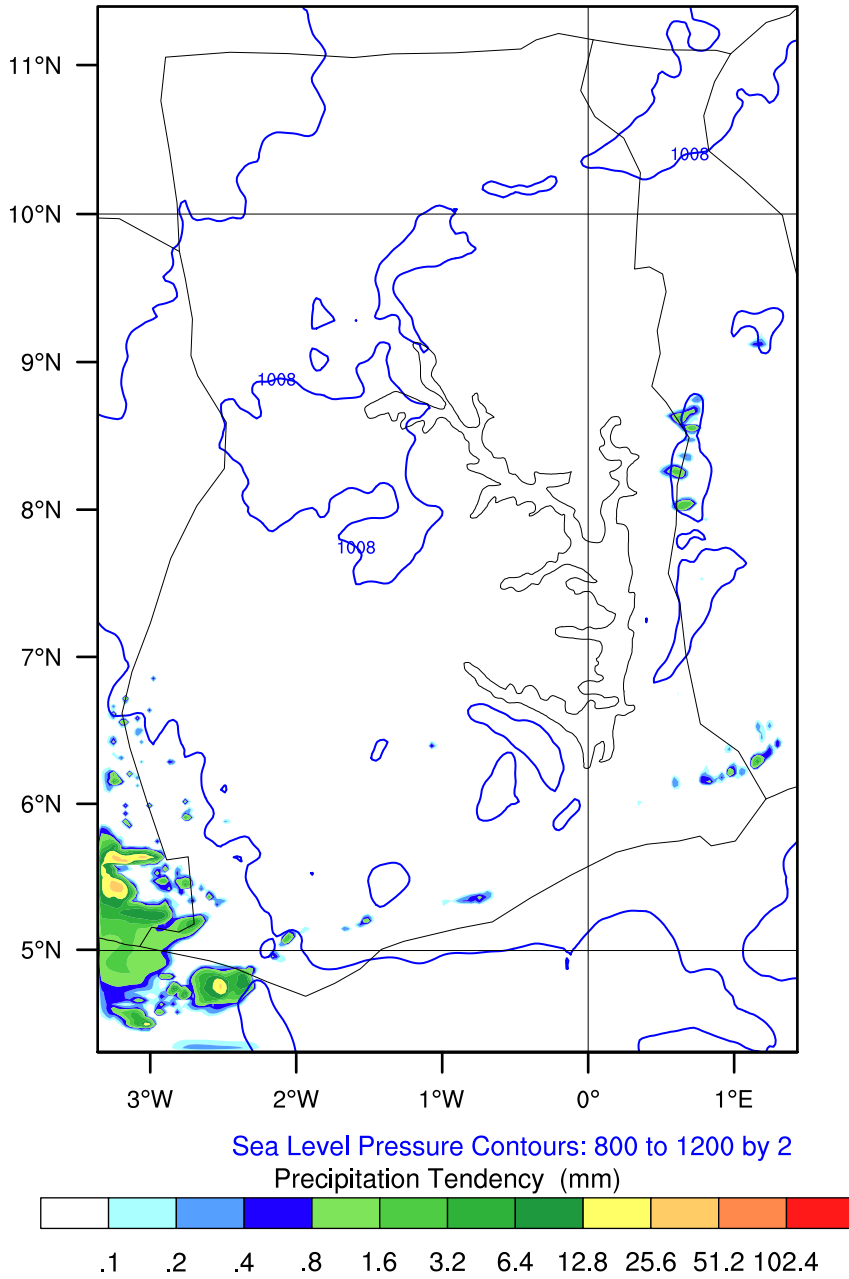 11°N
1008
10°N
9°N
1008
8°N
1008
7°N
6°N
5°N
3°W 2°W 1°W 0° 1°E
Sea Level Pressure Contours: 800 to 1200 by 2
Precipitation Tendency (mm)
.1 .2 .4 .8 1.6 3.2 6.4 12.8 25.6 51.2 102.4